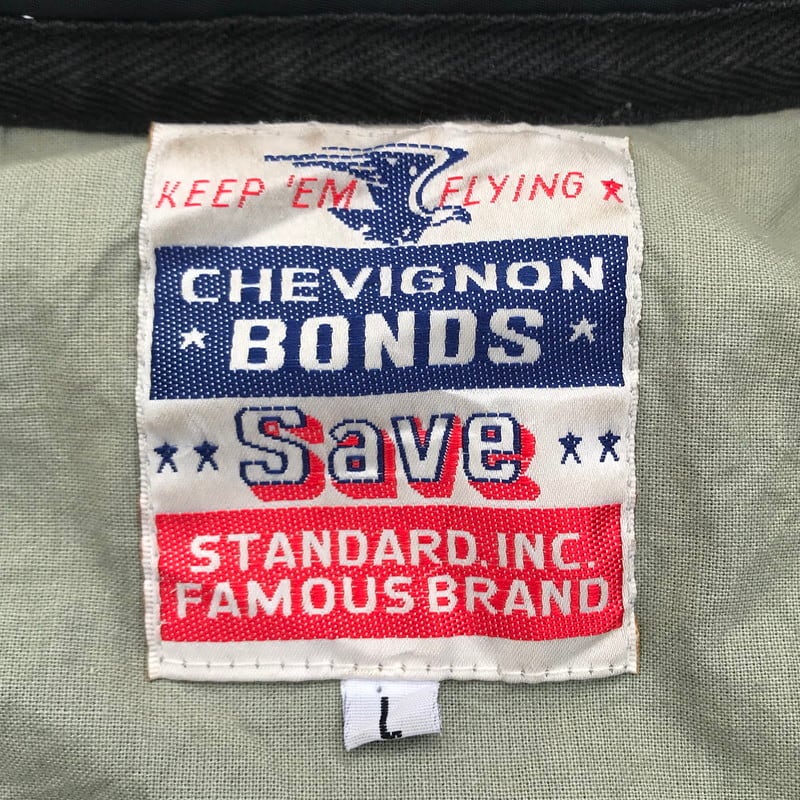 KEEP 'EM FLYING
CHEVIGNON
BONDS
Save
STANDARD.INC.
FAMOUS BRAND
L